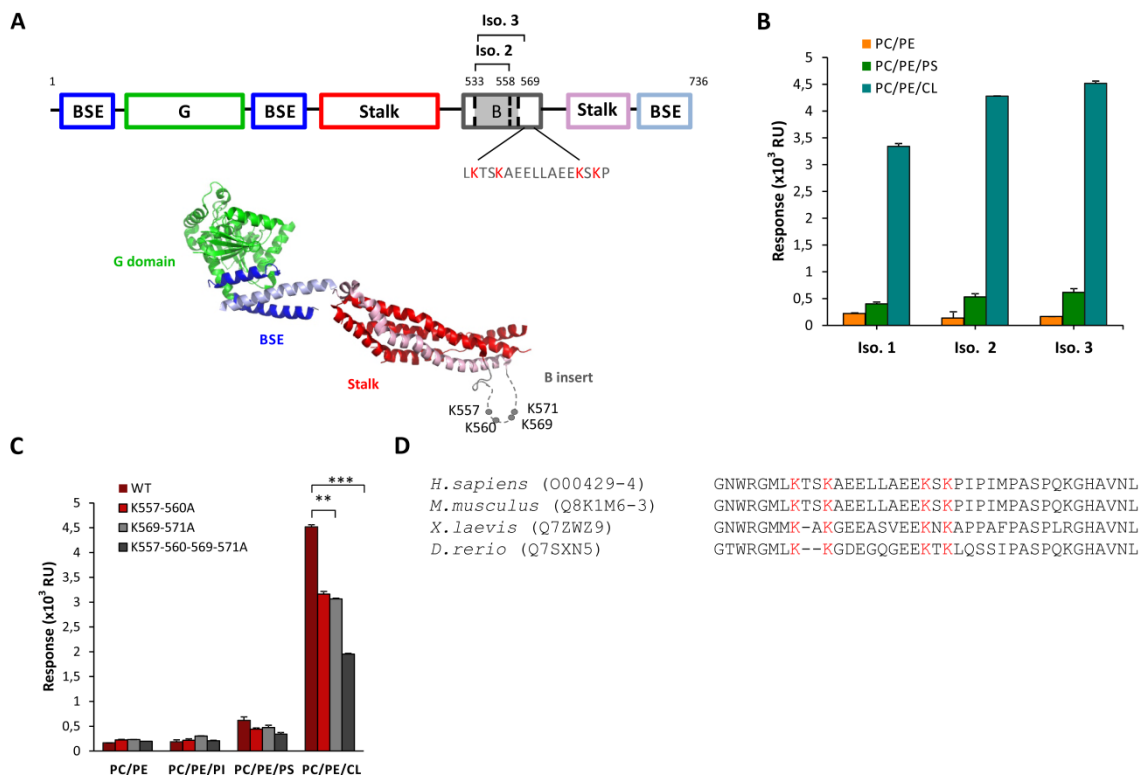 A
Iso. 3
Iso. 2
1 533 558 569 736
BSE G BSE Stalk B Stalk BSE
LKTSKAEELLAEEKSKP
G domain
BSE
Stalk
B insert
K557 K571
K560 K569
B
PC/PE
PC/PE/PS
PC/PE/CL
Response (x10³ RU)
5
4,5
4
3,5
3
2,5
2
1,5
1
0,5
0
Iso. 1 Iso. 2 Iso. 3
C
WT
K557-560A
K569-571A
K557-560-569-571A
***
**
Response (x10³ RU)
5
4,5
4
3,5
3
2,5
2
1,5
1
0,5
0
PC/PE PC/PE/PI PC/PE/PS PC/PE/CL
D
H.sapiens (O00429-4) GNWRGMLKTSKAEELLAEEKSKPIPIMPASPQKGHAVNL
M.musculus (Q8K1M6-3) GNWRGMLKTSKAEELLAEEKSKPIPIMPASPQKGHAVNL
X.laevis (Q7ZWZ9) GNWRGMMK-AKGEEASVEEKNKAPPAFPASPLRGHAVNL
D.rerio (Q7SXN5) GTWRGMLK--KGDEGQGEEKTKLQSSIPASPQKGHAVNL